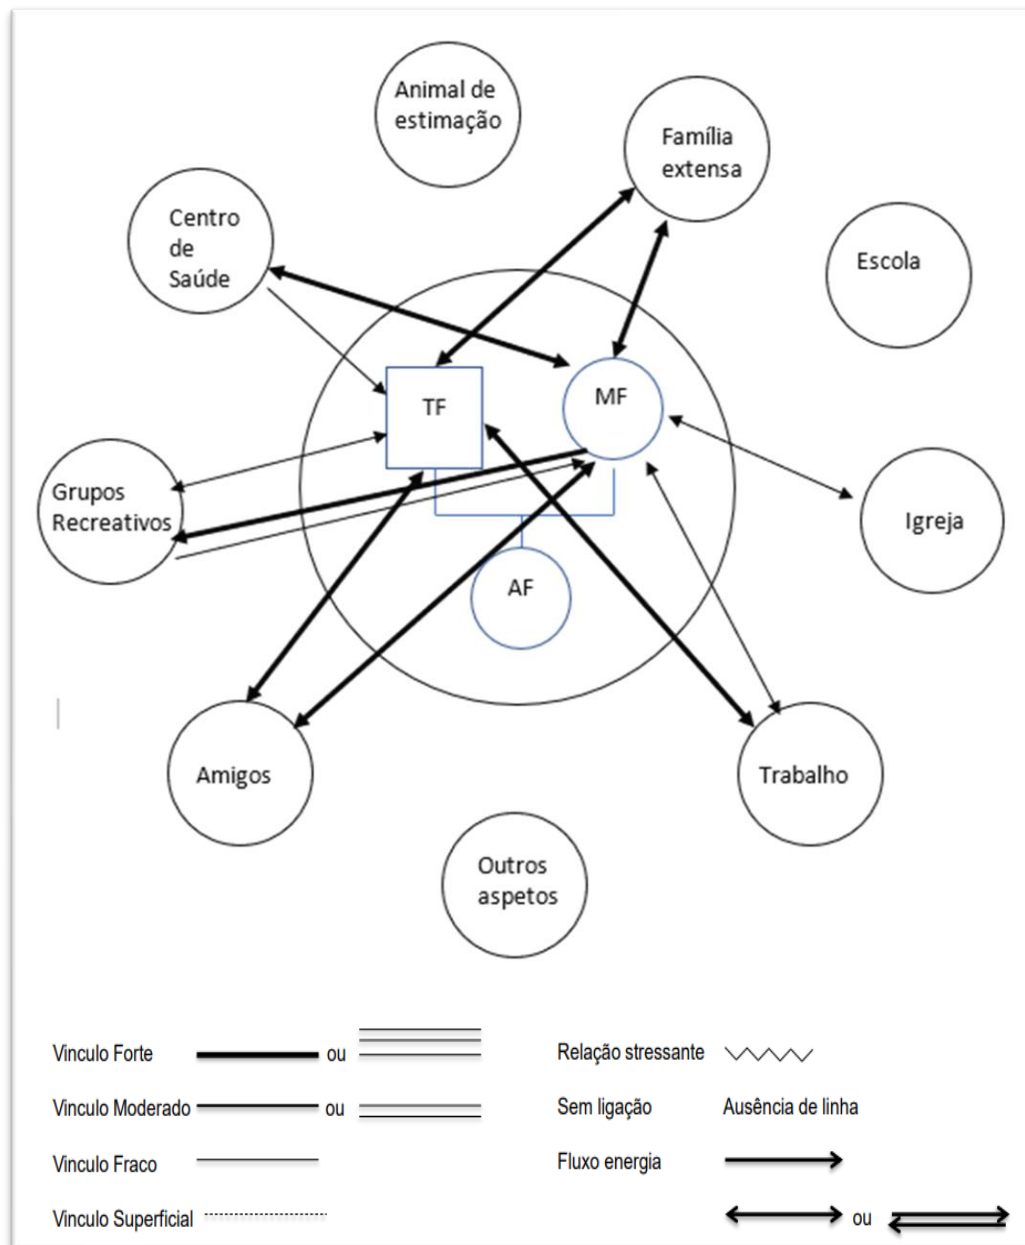 Animal de
estimação
Família
extensa
Centro
de
Saúde
Escola
TF
MF
Grupos
Recreativos
Igreja
AF
Amigos
Trabalho
Outros
aspetos
Vinculo Forte ou
Relação stressante
Vinculo Moderado ou
Sem ligação Ausência de linha
Vinculo Fraco
Fluxo energia
Vinculo Superficial
ou